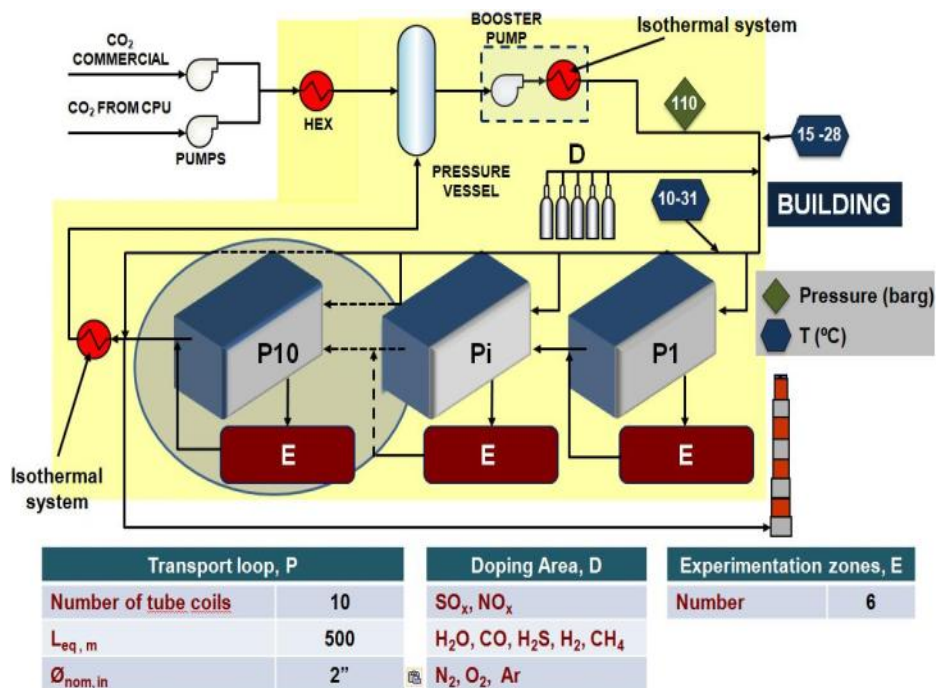 CO₂
COMMERCIAL
CO₂ FROM CPU
PUMPS
HEX
PRESSURE
VESSEL
BOOSTER
PUMP
Isothermal system
110
15 -28
D
10-31
BUILDING
Pressure (barg)
T (ºC)
P10
Pi
P1
E
E
E
Isothermal
system
Transport loop, P
Number of tube coils 10
Leq, m 500
Ønom,in 2”
Doping Area, D
SOx, NOx
H₂O, CO, H₂S, H₂, CH₄
N₂, O₂, Ar
Experimentation zones, E
Number 6